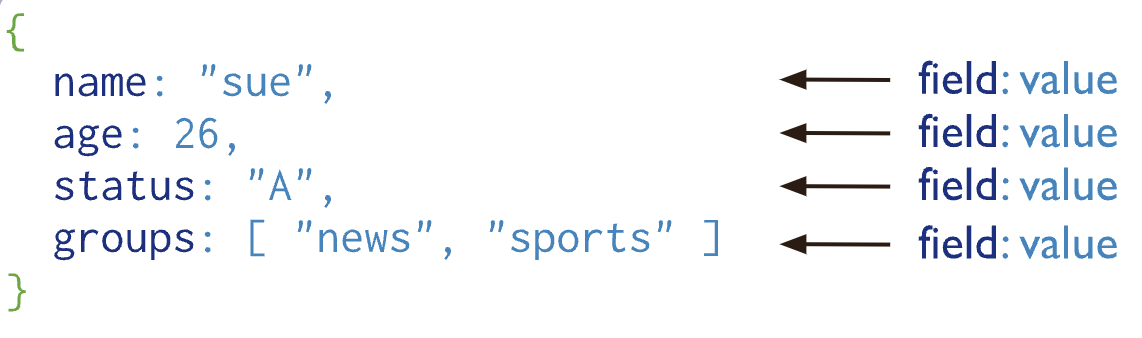 {
name: "sue", field: value
age: 26, field: value
status: "A", field: value
groups: [ "news", "sports" ] field: value
}